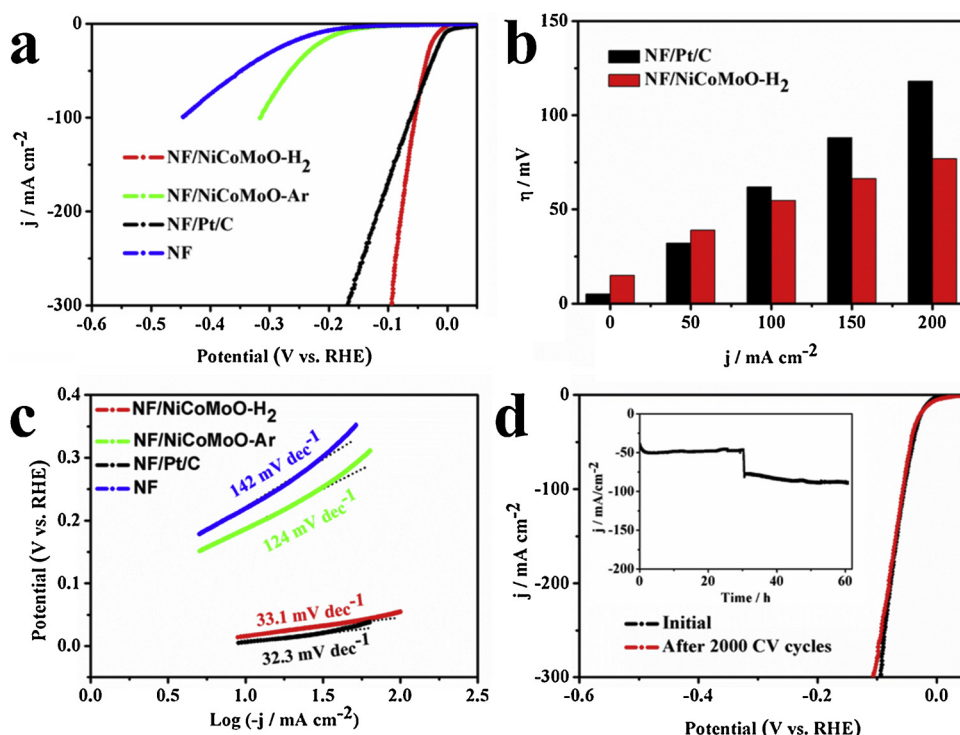 a
j / mA cm-2
0
-100
-200
-300
NF/NiCoMoO-H2
NF/NiCoMoO-Ar
NF/Pt/C
NF
-0.6 -0.5 -0.4 -0.3 -0.2 -0.1 0.0
Potential (V vs. RHE)
b
η / mV
150
100
50
0
NF/Pt/C
NF/NiCoMoO-H2
0 50 100 150 200
j / mA cm-2
c
Potential (V vs. RHE)
0.4
0.3
0.2
0.1
0.0
NF/NiCoMoO-H2
NF/NiCoMoO-Ar
NF/Pt/C
NF
142 mV dec-1
124 mV dec-1
33.1 mV dec-1
32.3 mV dec-1
0.0 0.5 1.0 1.5 2.0 2.5
Log (-j / mA cm-2)
d
j / mA cm-2
0
-100
-200
-300
j / mA/cm-2
0
-50
-100
-150
-200
0 20 40 60
Time / h
Initial
After 2000 CV cycles
-0.6 -0.4 -0.2 0.0
Potential (V vs. RHE)